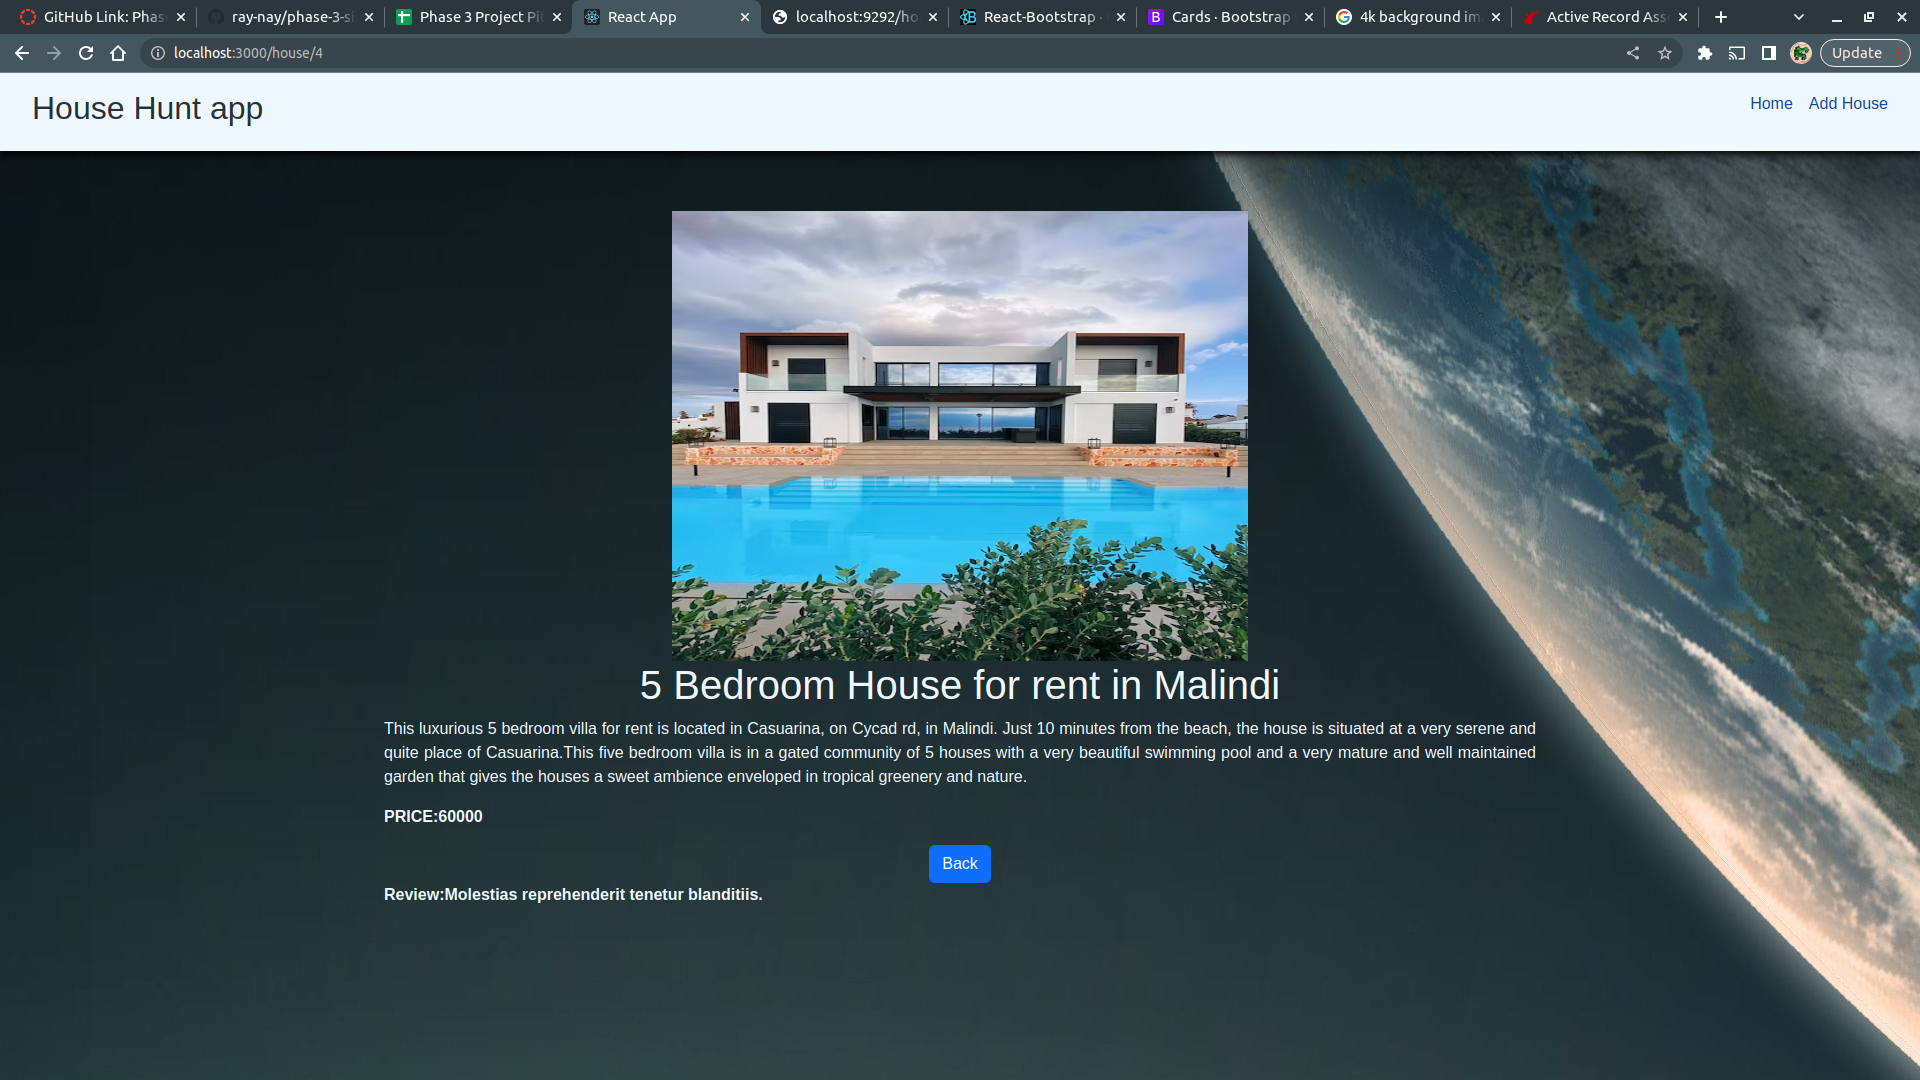 GitHub Link: Phas
ray-nay/phase-3-si
Phase 3 Project Pi
React App
localhost:9292/ho
React-Bootstrap ·
Cards · Bootstrap
4k background im
Active Record Ass
localhost:3000/house/4
Update
House Hunt app
Home
Add House
5 Bedroom House for rent in Malindi
This luxurious 5 bedroom villa for rent is located in Casuarina, on Cycad rd, in Malindi. Just 10 minutes from the beach, the house is situated at a very serene and
quite place of Casuarina.This five bedroom villa is in a gated community of 5 houses with a very beautiful swimming pool and a very mature and well maintained
garden that gives the houses a sweet ambience enveloped in tropical greenery and nature.
PRICE:60000
Back
Review:Molestias reprehenderit tenetur blanditiis.